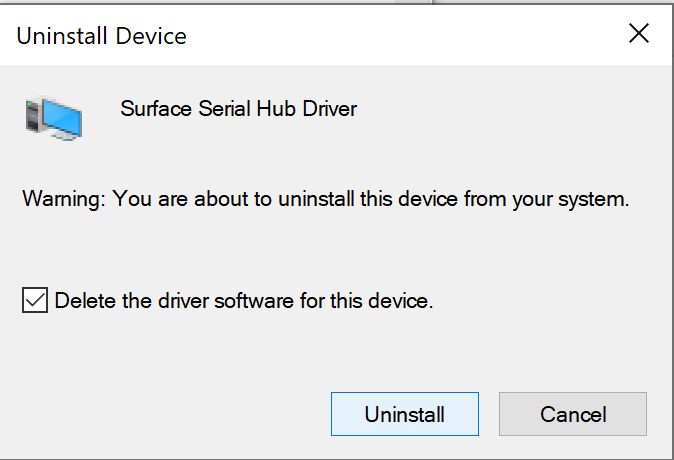 Uninstall Device
Surface Serial Hub Driver
Warning: You are about to uninstall this device from your system.
Delete the driver software for this device.
Uninstall
Cancel